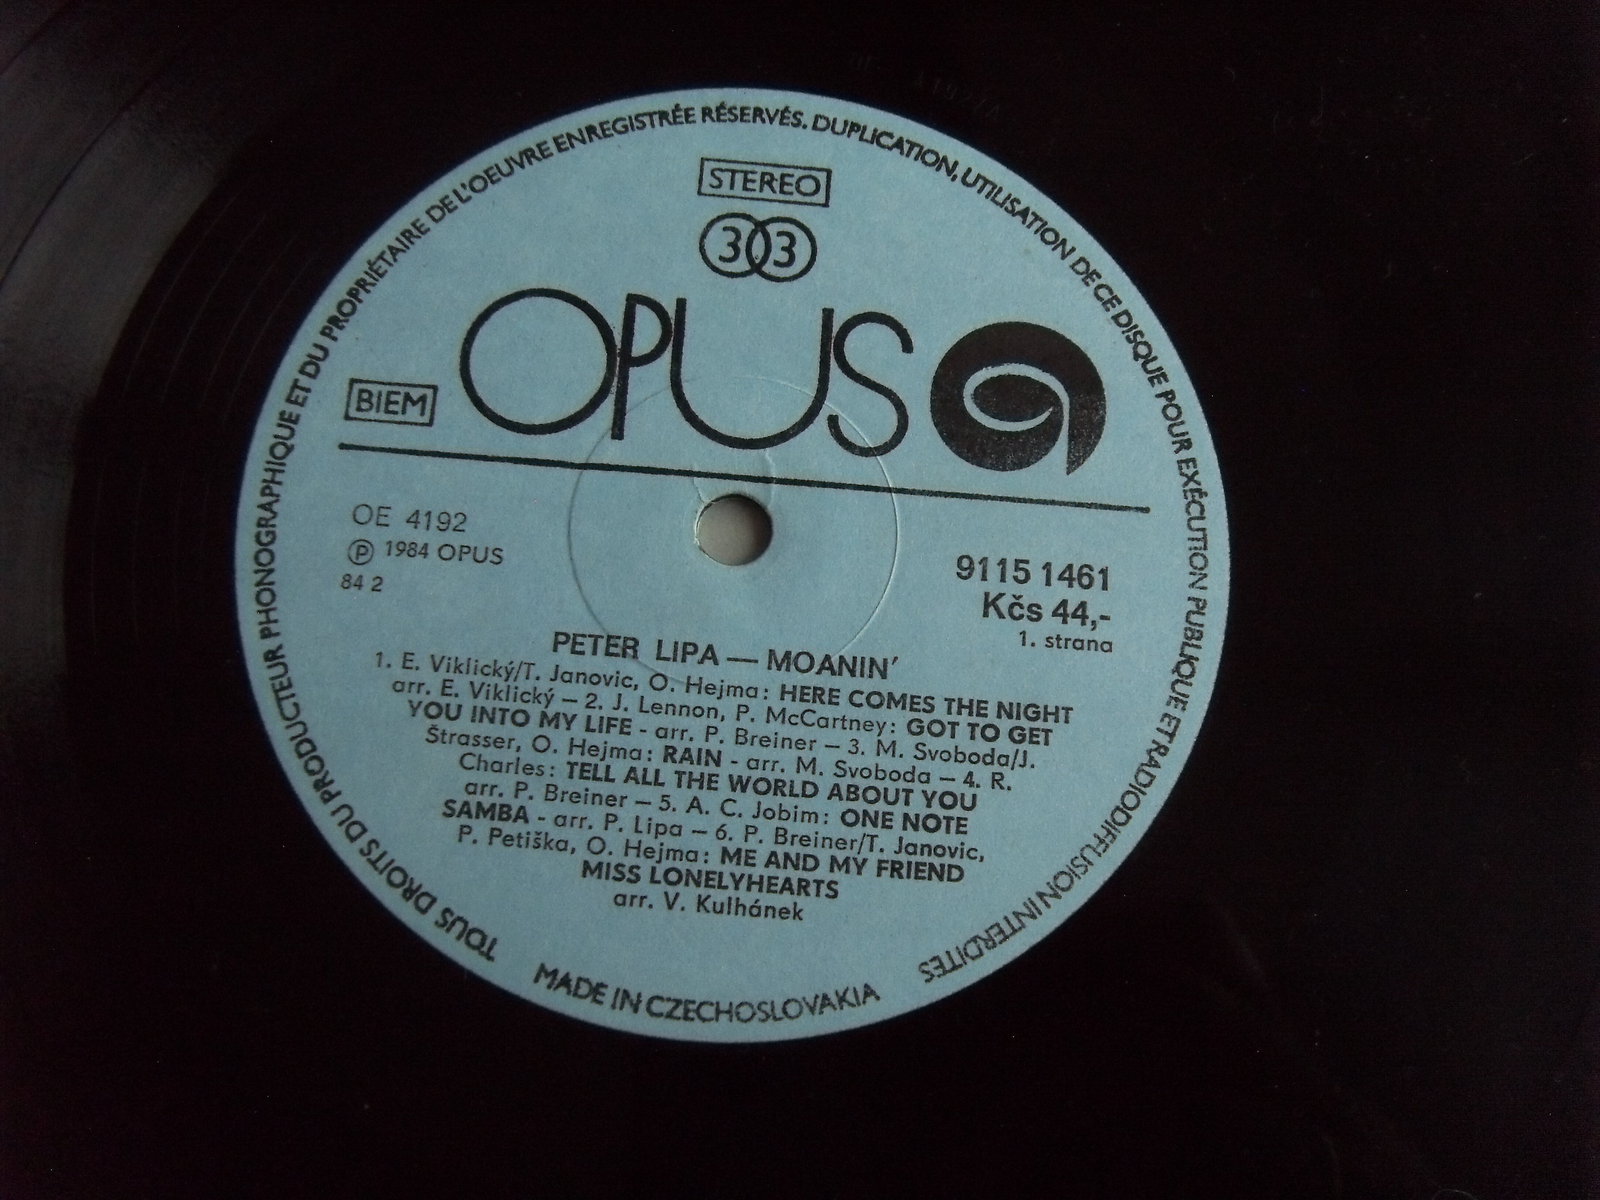 TOUS DROITS DU PRODUCTEUR PHONOGRAPHIQUE ET DU PROPRIÉTAIRE DE L'OEUVRE ENREGISTRÉE RÉSERVÉS. DUPLICATION, UTILISATION DE CE DISQUE POUR EXÉCUTION PUBLIQUE ET RADIODIFFUSION INTERDITES
STEREO
33
OPUS
BIEM
OE 4192
Ⓟ 1984 OPUS
84 2
9115 1461
Kčs 44,-
1. strana
PETER LIPA — MOANIN'
1. E. Viklický/T. Janovic, O. Hejma: HERE COMES THE NIGHT
arr. E. Viklický – 2. J. Lennon, P. McCartney: GOT TO GET
YOU INTO MY LIFE - arr. P. Breiner – 3. M. Svoboda/J.
Štrasser, O. Hejma: RAIN - arr. M. Svoboda – 4. R.
Charles: TELL ALL THE WORLD ABOUT YOU
arr. P. Breiner – 5. A. C. Jobim: ONE NOTE
SAMBA - arr. P. Lipa – 6. P. Breiner/T. Janovic,
P. Petiška, O. Hejma: ME AND MY FRIEND
MISS LONELYHEARTS
arr. V. Kulhánek
MADE IN CZECHOSLOVAKIA